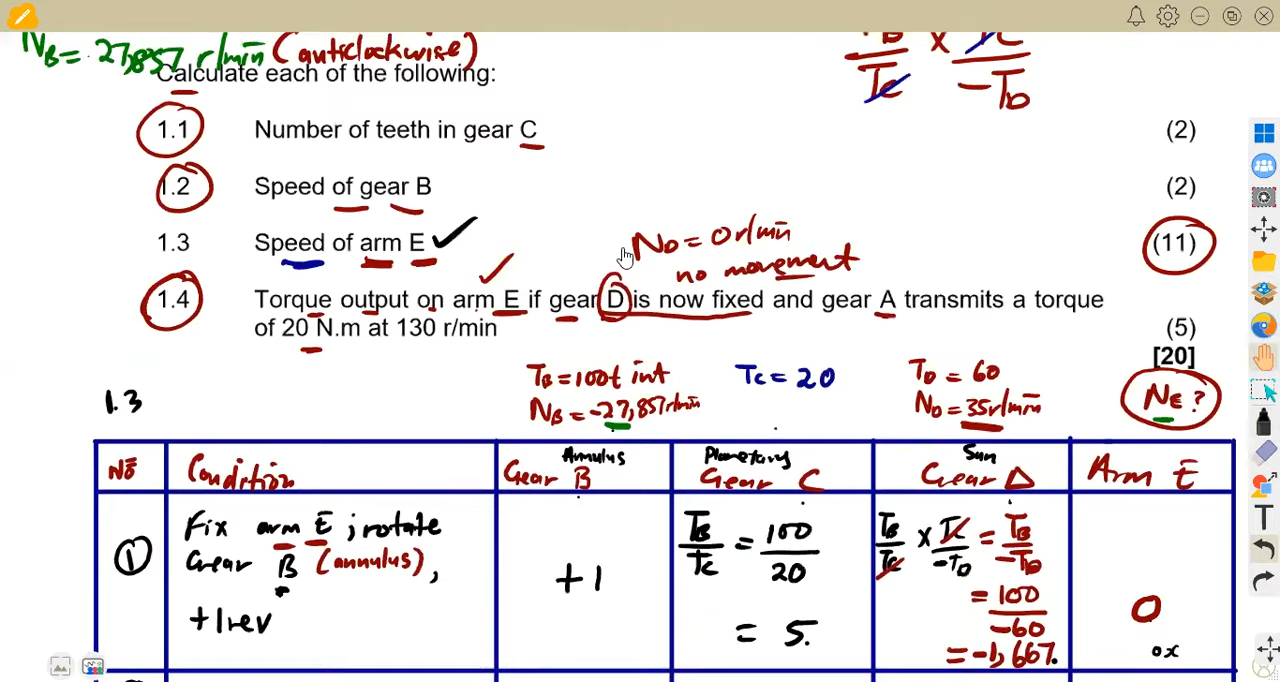 NB = 27,857 r/min (anticlockwise)
TB/TC × TC/-TD
Calculate each of the following:
1.1 Number of teeth in gear C (2)
1.2 Speed of gear B (2)
1.3 Speed of arm E ✓ (11)
ND = 0 r/min
no movement
1.4 Torque output on arm E if gear D is now fixed and gear A transmits a torque
of 20 N.m at 130 r/min (5)
[20]
1.3
TB = 100t int
NB = -27,857 r/min
TC = 20
TD = 60
ND = 35 r/min
NE ?
No Condition
Annulus
Gear B
Planetary
Gear C
Sun
Gear D
Arm E
① Fix arm E ; rotate
Gear B (annulus),
+1rev
+1
TB/TC = 100/20
= 5.
TB/TC × TC/-TD = TB/-TD
= 100/-60
= -1,667.
0
0x